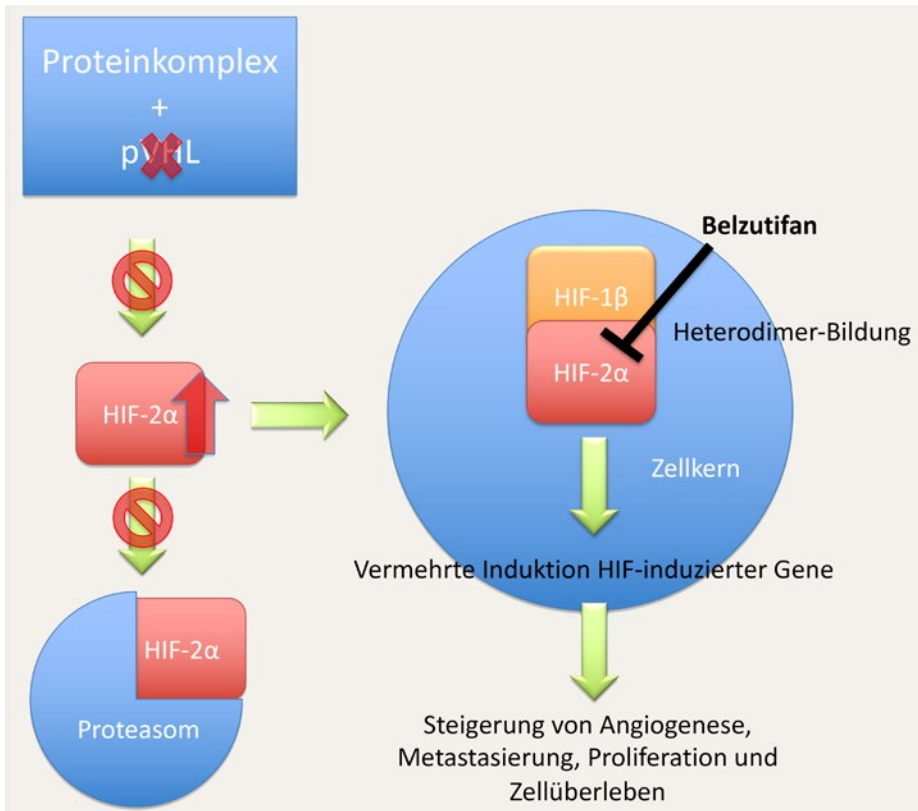 Proteinkomplex
+
pVHL
HIF-2α
HIF-2α
Proteasom
Belzutifan
HIF-1β
Heterodimer-Bildung
HIF-2α
Zellkern
Vermehrte Induktion HIF-induzierter Gene
Steigerung von Angiogenese,
Metastasierung, Proliferation und
Zellüberleben